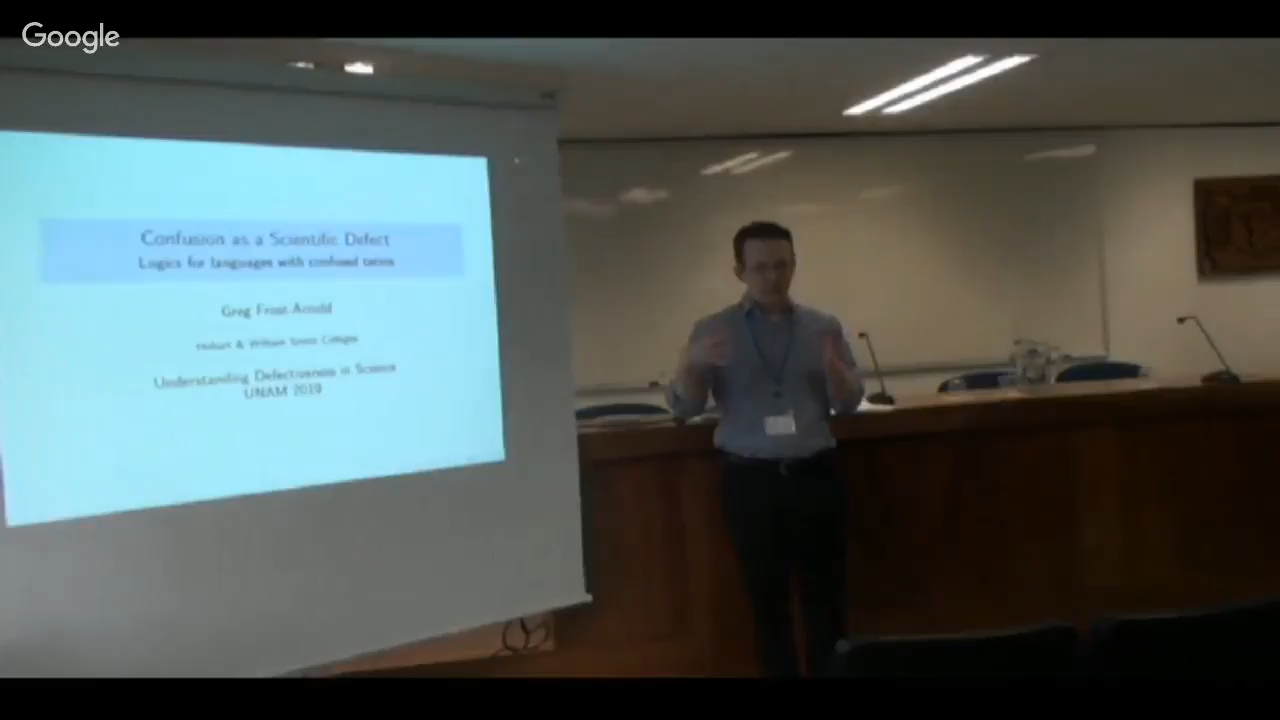 Google
Confusion as a Scientific Defect
Logics for languages with confused terms
Greg Frost-Arnold
Hobart & William Smith Colleges
Understanding Defectiveness in Science
UNAM 2019